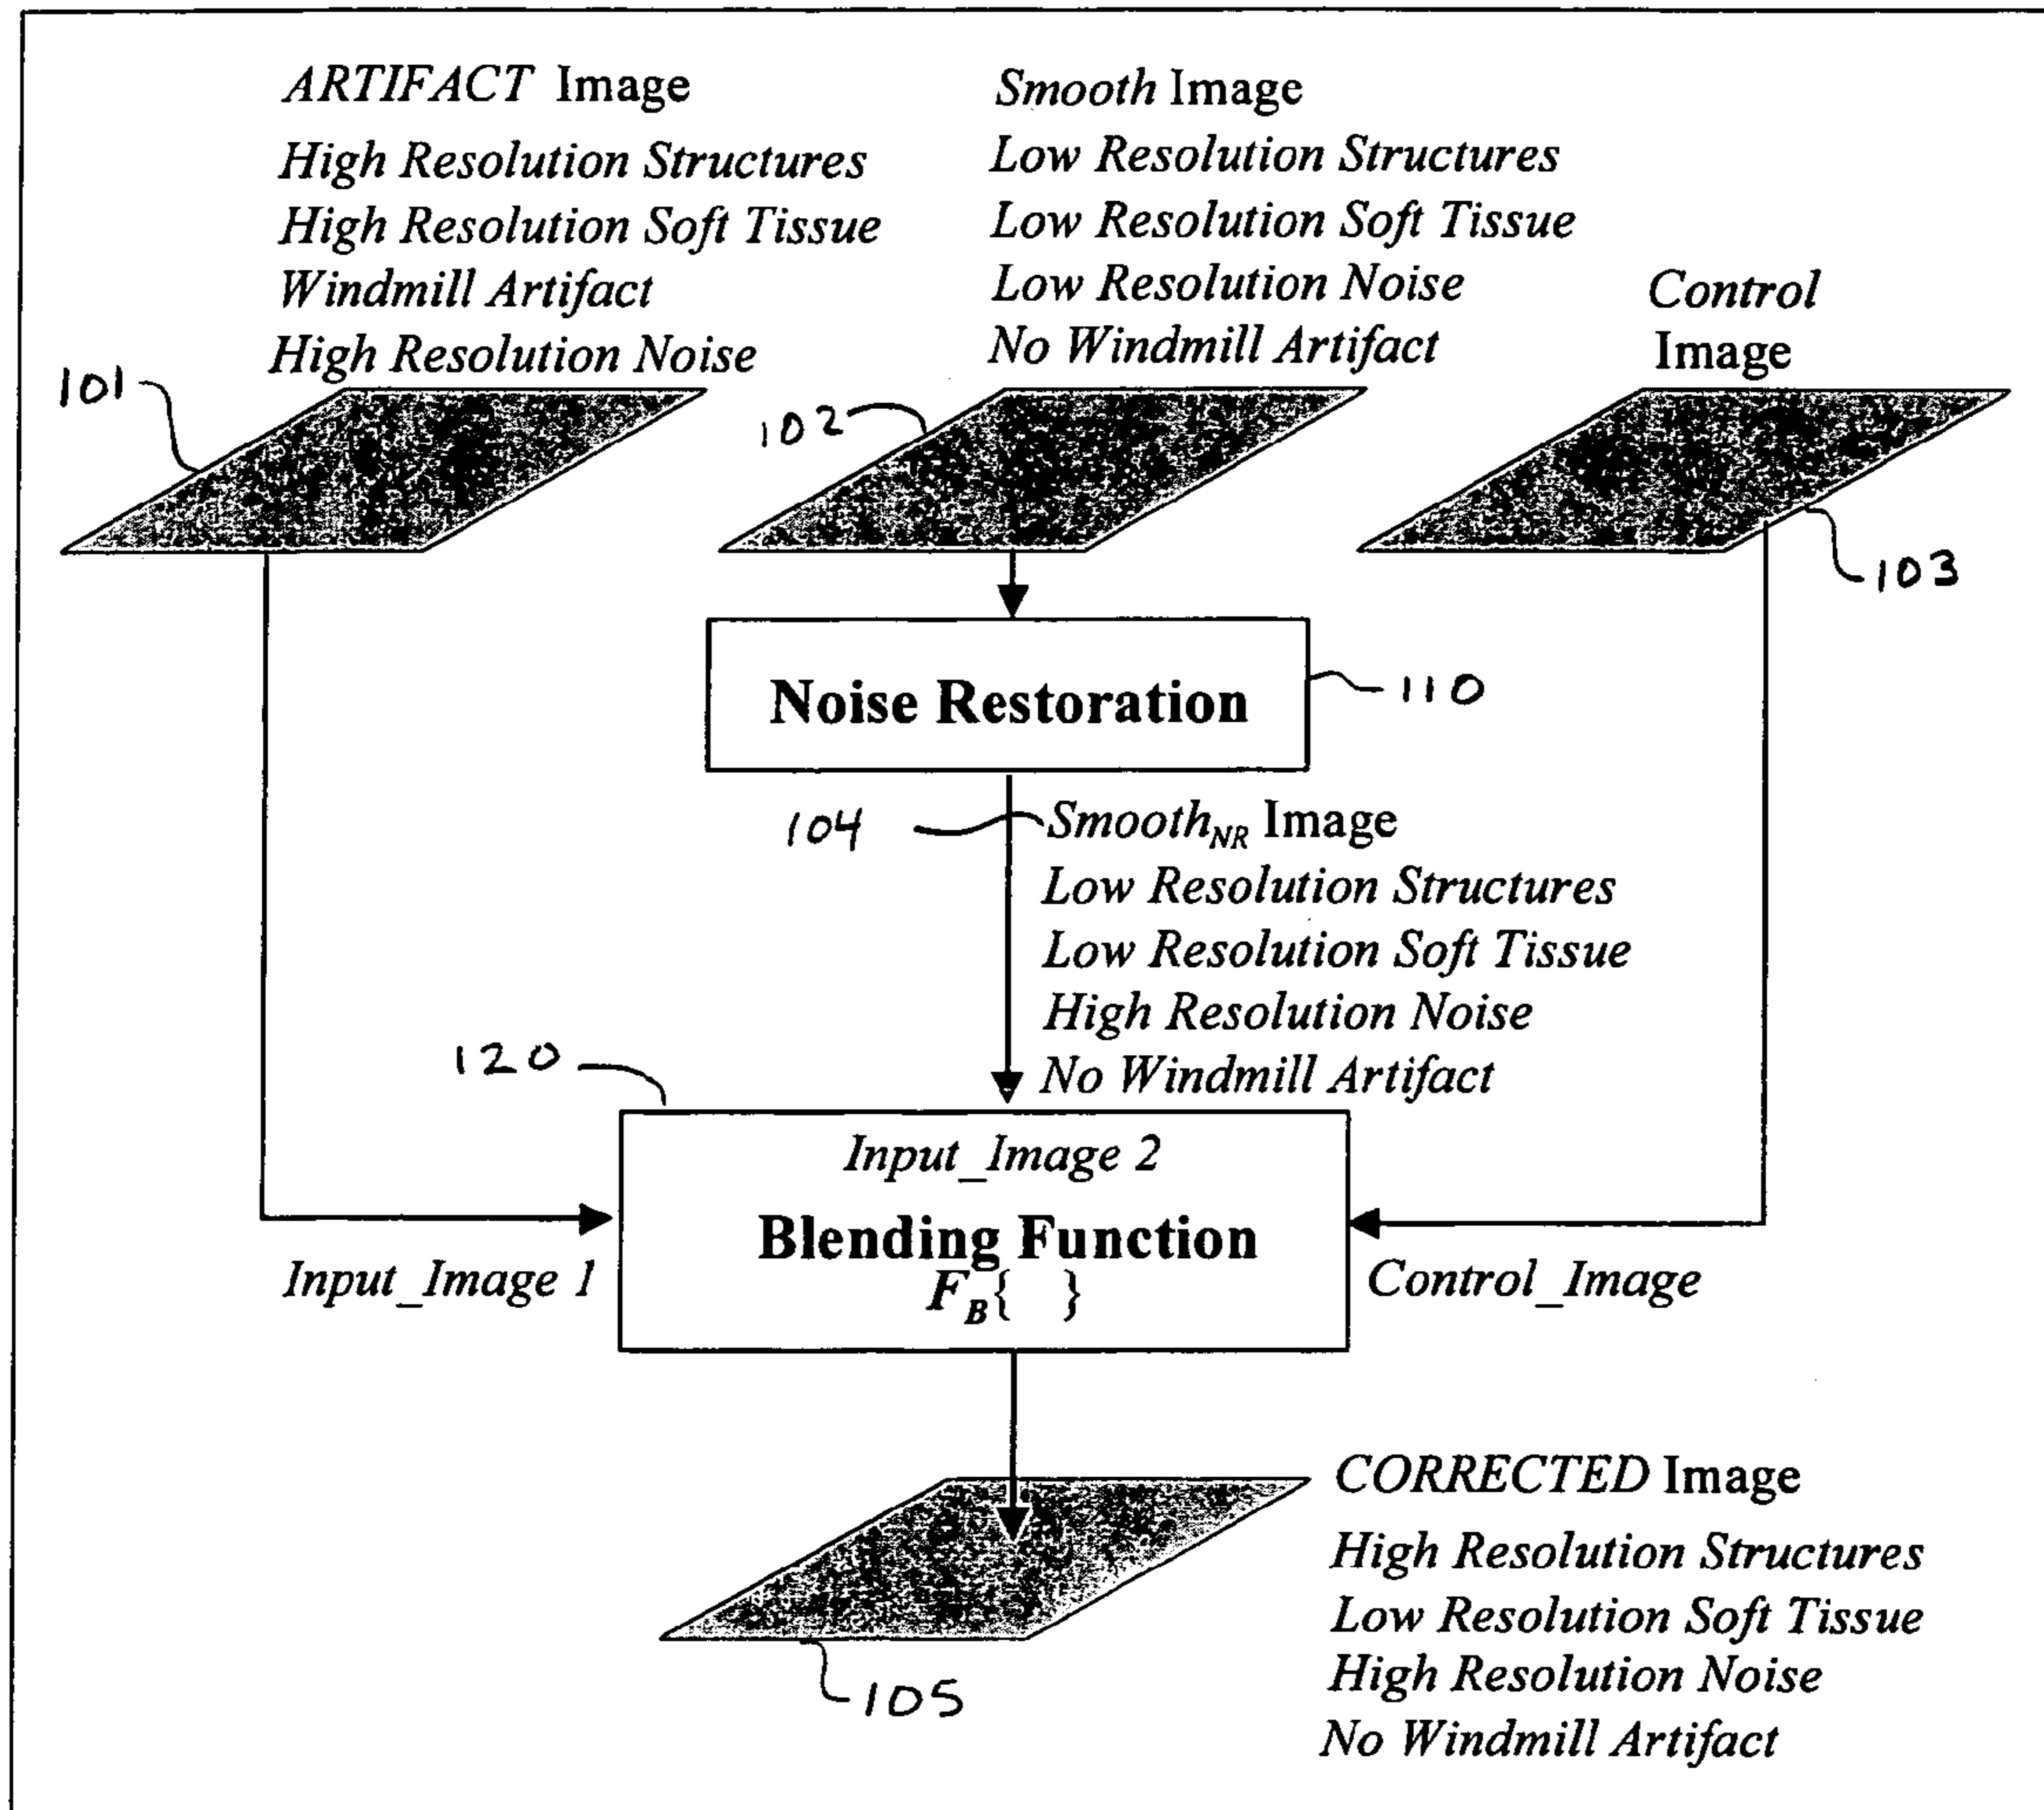 ARTIFACT Image
High Resolution Structures
High Resolution Soft Tissue
Windmill Artifact
High Resolution Noise
101
Smooth Image
Low Resolution Structures
Low Resolution Soft Tissue
Low Resolution Noise
No Windmill Artifact
102
Control
Image
103
Noise Restoration
110
104
Smooth_NR Image
Low Resolution Structures
Low Resolution Soft Tissue
High Resolution Noise
No Windmill Artifact
120
Input_Image 2
Blending Function
F_B{ }
Input_Image 1
Control_Image
CORRECTED Image
High Resolution Structures
Low Resolution Soft Tissue
High Resolution Noise
No Windmill Artifact
105